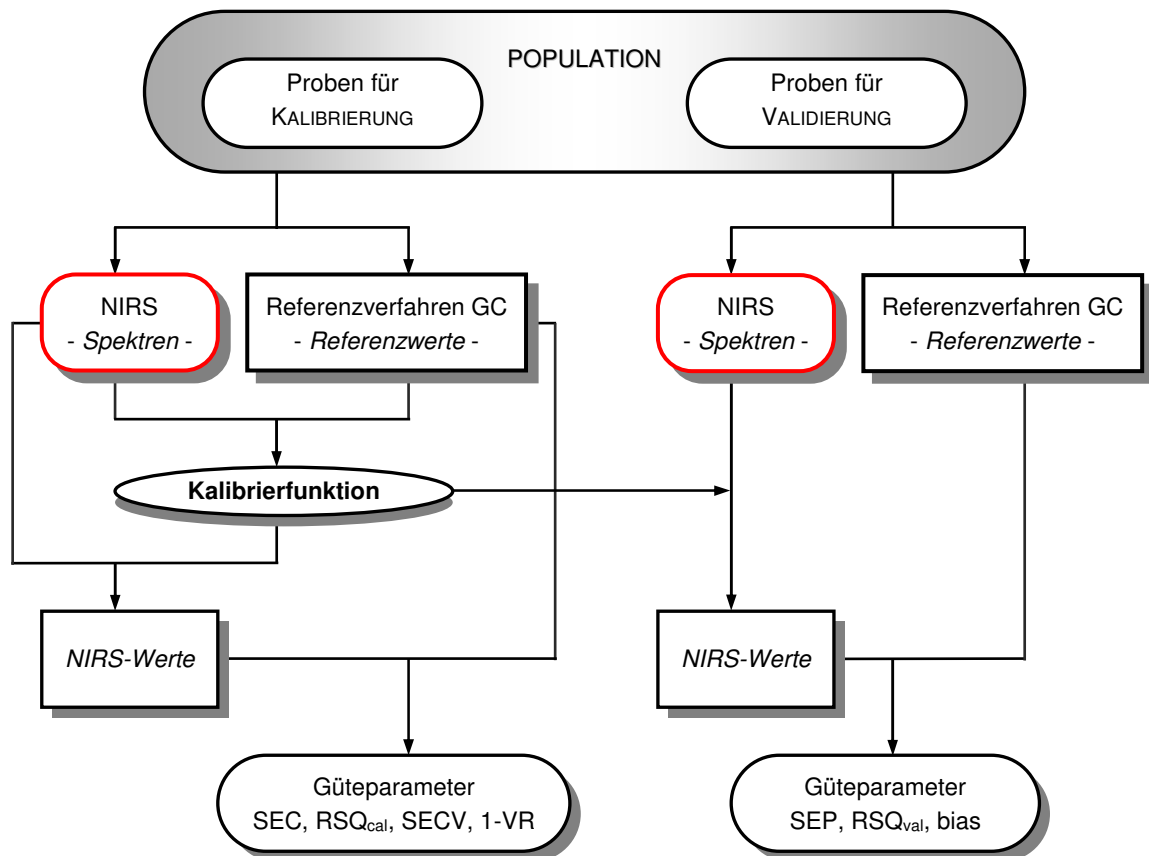 POPULATION
Proben für
KALIBRIERUNG
Proben für
VALIDIERUNG
NIRS
- Spektren -
Referenzverfahren GC
- Referenzwerte -
NIRS
- Spektren -
Referenzverfahren GC
- Referenzwerte -
Kalibrierfunktion
NIRS-Werte
NIRS-Werte
Güteparameter
SEC, RSQcal, SECV, 1-VR
Güteparameter
SEP, RSQval, bias